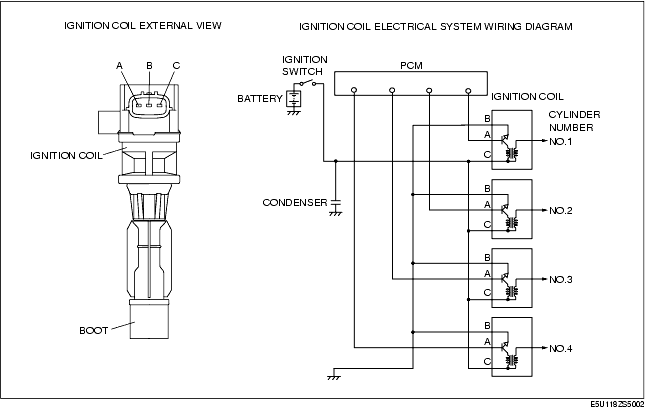 IGNITION COIL EXTERNAL VIEW
IGNITION COIL ELECTRICAL SYSTEM WIRING DIAGRAM
A B C
IGNITION COIL
BOOT
IGNITION
SWITCH
BATTERY
CONDENSER
PCM
IGNITION COIL
CYLINDER
NUMBER
B
A
C
NO.1
B
A
C
NO.2
B
A
C
NO.3
B
A
C
NO.4
E5U118ZS5002